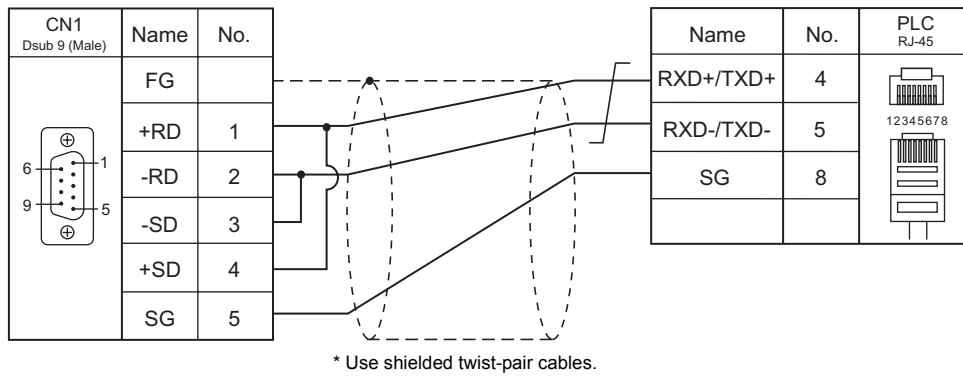 CN1
Dsub 9 (Male)
Name
No.
FG
+RD
1
-RD
2
-SD
3
+SD
4
SG
5
6
1
9
5
Name
No.
PLC
RJ-45
RXD+/TXD+
4
RXD-/TXD-
5
SG
8
12345678
* Use shielded twist-pair cables.